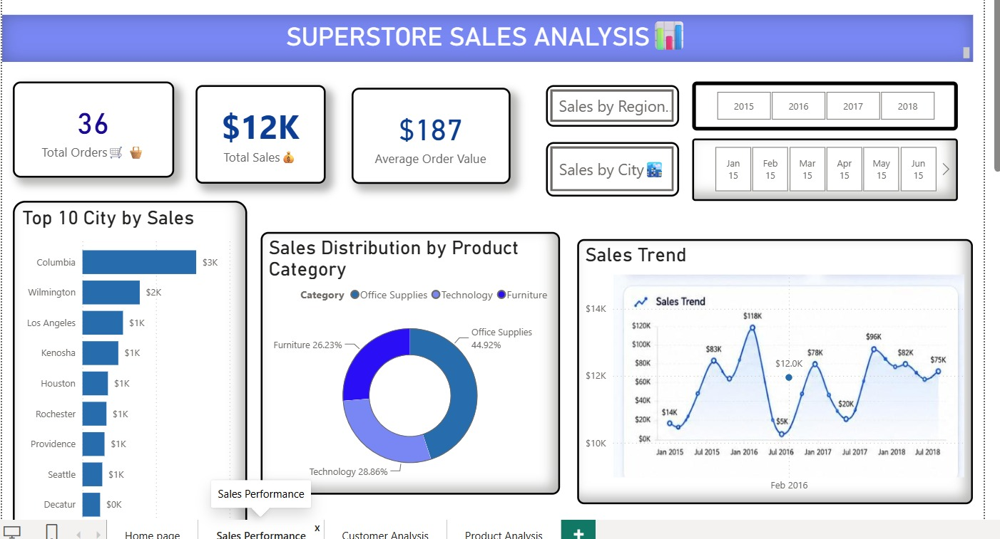 SUPERSTORE SALES ANALYSIS
36
Total Orders
$12K
Total Sales
$187
Average Order Value
Sales by Region..
Sales by City
2015 2016 2017 2018
Jan 15
Feb 15
Mar 15
Apr 15
May 15
Jun 15
Top 10 City by Sales
Columbia $3K
Wilmington $2K
Los Angeles $1K
Kenosha $1K
Houston $1K
Rochester $1K
Providence $1K
Seattle $1K
Decatur $0K
Sales Distribution by Product
Category
Category Office Supplies Technology Furniture
Furniture 26.23%
Office Supplies
44.92%
Technology 28.86%
Sales Trend
$14K
$12K
$10K
Sales Trend
$120K
$100K
$80K
$60K
$40K
$20K
$0K
$14K
$83K
$118K
$5K
$12.0K
$78K
$20K
$96K
$82K
$75K
Jan 2015 Jul 2015 Jan 2016 Jul 2016 Jan 2017 Jul 2017 Jan 2018 Jul 2018
Feb 2016
Sales Performance
Home page
Sales Performance x
Customer Analysis
Product Analysis
+